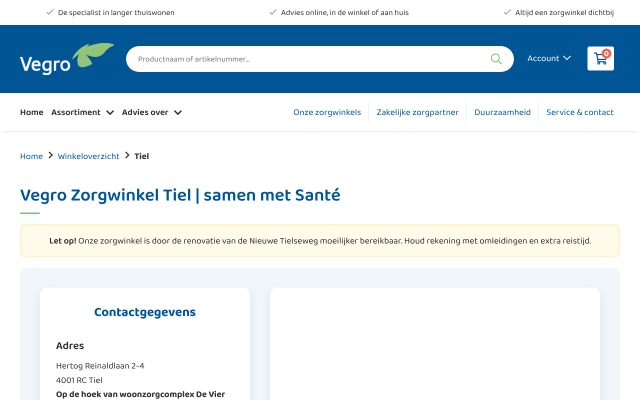 De specialist in langer thuiswonen
Advies online, in de winkel of aan huis
Altijd een zorgwinkel dichtbij
Vegro
Productnaam of artikelnummer...
Account
0
Home
Assortiment
Advies over
Onze zorgwinkels
Zakelijke zorgpartner
Duurzaamheid
Service & contact
Home
Winkeloverzicht
Tiel
Vegro Zorgwinkel Tiel | samen met Santé
Let op! Onze zorgwinkel is door de renovatie van de Nieuwe Tielseweg moeilijker bereikbaar. Houd rekening met omleidingen en extra reistijd.
Contactgegevens
Adres
Hertog Reinaldlaan 2-4
4001 RC Tiel
Op de hoek van woonzorgcomplex De Vier